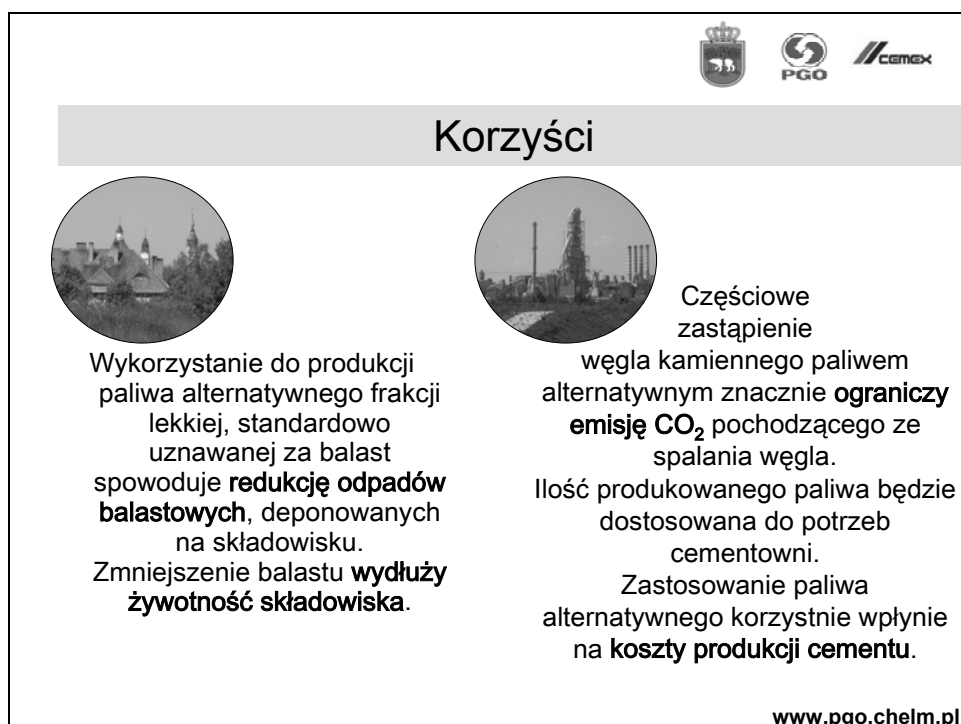 PGO
CEMEX
Korzyści
Wykorzystanie do produkcji
paliwa alternatywnego frakcji
lekkiej, standardowo
uznawanej za balast
spowoduje redukcję odpadów
balastowych, deponowanych
na składowisku.
Zmniejszenie balastu wydłuży
żywotność składowiska.
Częściowe
zastąpienie
węgla kamiennego paliwem
alternatywnym znacznie ograniczy
emisję CO₂ pochodzącego ze
spalania węgla.
Ilość produkowanego paliwa będzie
dostosowana do potrzeb
cementowni.
Zastosowanie paliwa
alternatywnego korzystnie wpłynie
na koszty produkcji cementu.
www.pgo.chelm.pl